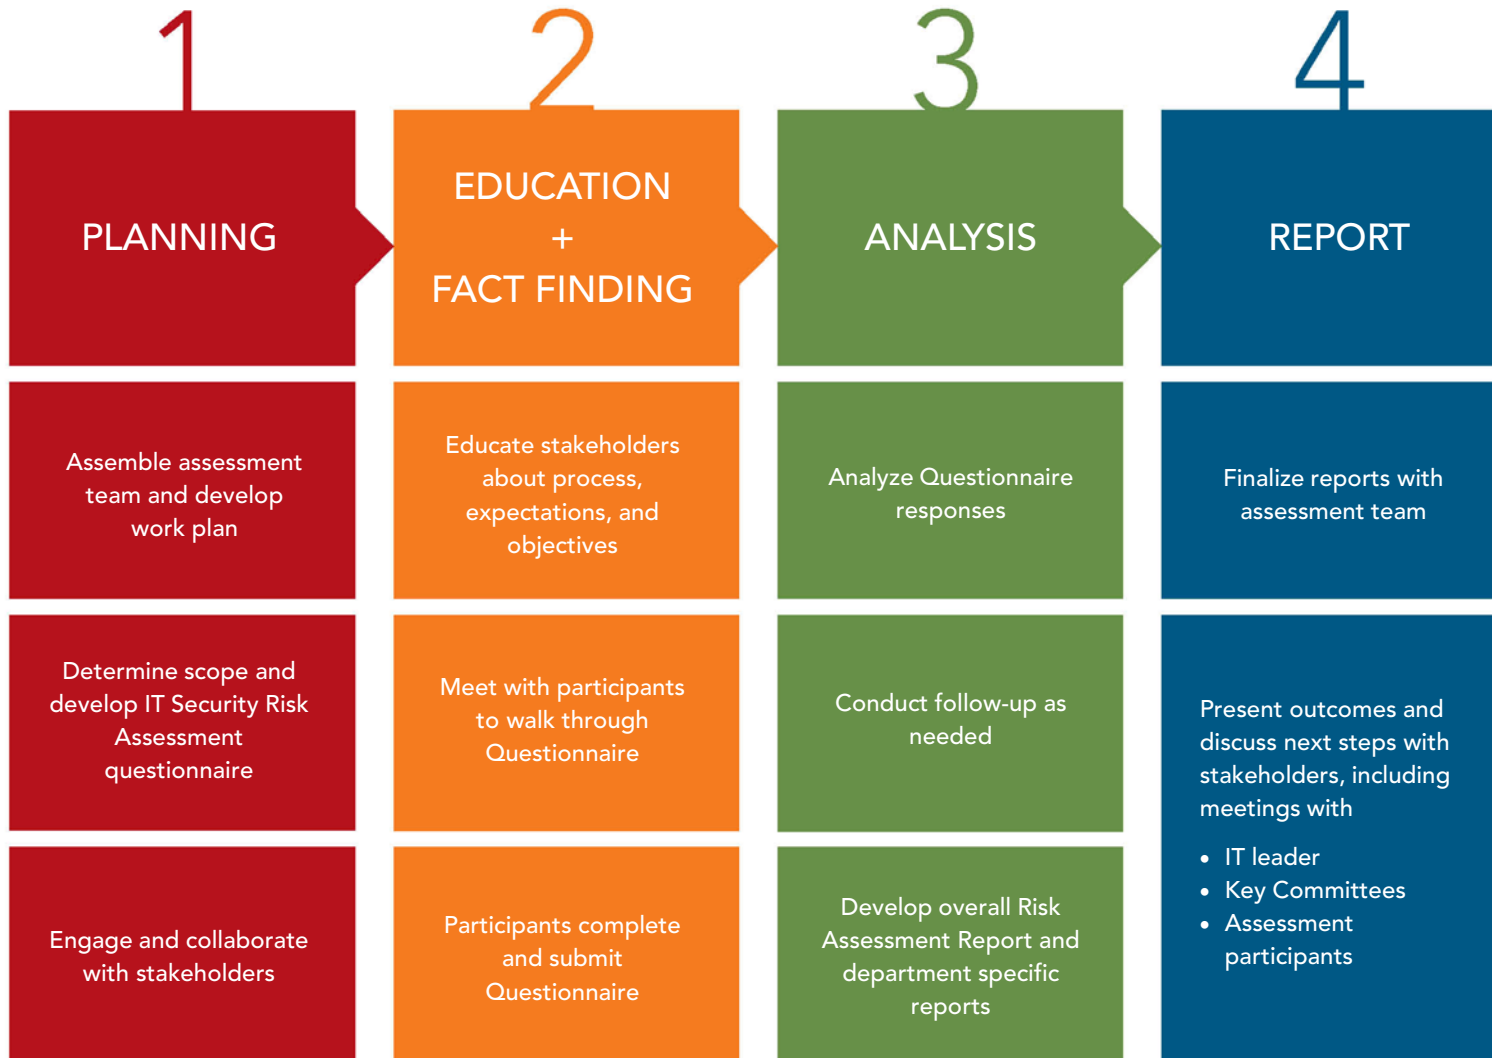 1
PLANNING
Assemble assessment
team and develop
work plan
Determine scope and
develop IT Security Risk
Assessment
questionnaire
Engage and collaborate
with stakeholders
2
EDUCATION
+
FACT FINDING
Educate stakeholders
about process,
expectations, and
objectives
Meet with participants
to walk through
Questionnaire
Participants complete
and submit
Questionnaire
3
ANALYSIS
Analyze Questionnaire
responses
Conduct follow-up as
needed
Develop overall Risk
Assessment Report and
department specific
reports
4
REPORT
Finalize reports with
assessment team
Present outcomes and
discuss next steps with
stakeholders, including
meetings with
• IT leader
• Key Committees
• Assessment
participants